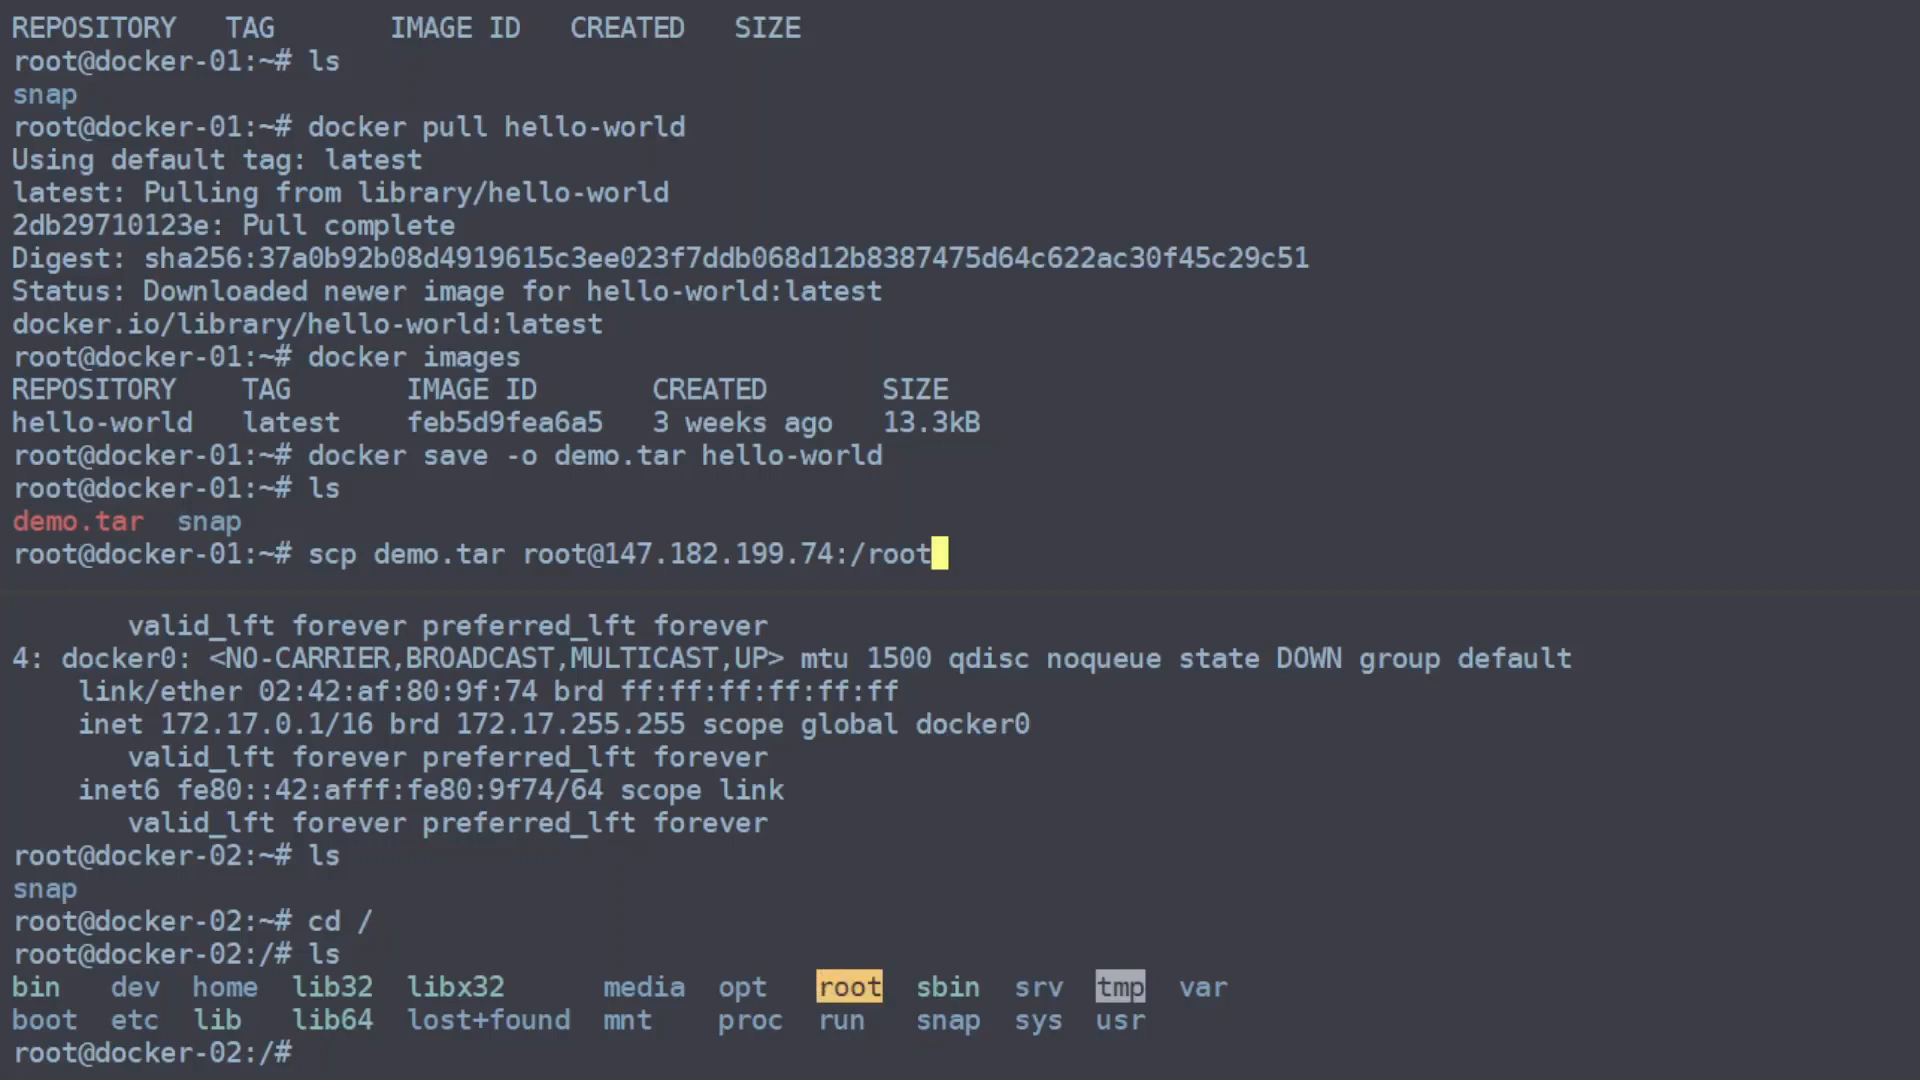 REPOSITORY   TAG       IMAGE ID   CREATED   SIZE
root@docker-01:~# ls
snap
root@docker-01:~# docker pull hello-world
Using default tag: latest
latest: Pulling from library/hello-world
2db29710123e: Pull complete
Digest: sha256:37a0b92b08d4919615c3ee023f7ddb068d12b8387475d64c622ac30f45c29c51
Status: Downloaded newer image for hello-world:latest
docker.io/library/hello-world:latest
root@docker-01:~# docker images
REPOSITORY    TAG       IMAGE ID       CREATED       SIZE
hello-world   latest    feb5d9fea6a5   3 weeks ago   13.3kB
root@docker-01:~# docker save -o demo.tar hello-world
root@docker-01:~# ls
demo.tar  snap
root@docker-01:~# scp demo.tar root@147.182.199.74:/root
       valid_lft forever preferred_lft forever
4: docker0: <NO-CARRIER,BROADCAST,MULTICAST,UP> mtu 1500 qdisc noqueue state DOWN group default
    link/ether 02:42:af:80:9f:74 brd ff:ff:ff:ff:ff:ff
    inet 172.17.0.1/16 brd 172.17.255.255 scope global docker0
       valid_lft forever preferred_lft forever
    inet6 fe80::42:afff:fe80:9f74/64 scope link
       valid_lft forever preferred_lft forever
root@docker-02:~# ls
snap
root@docker-02:~# cd /
root@docker-02:/# ls
bin   dev  home  lib32  libx32      media  opt   root  sbin  srv  tmp  var
boot  etc  lib   lib64  lost+found  mnt    proc  run   snap  sys  usr
root@docker-02:/#